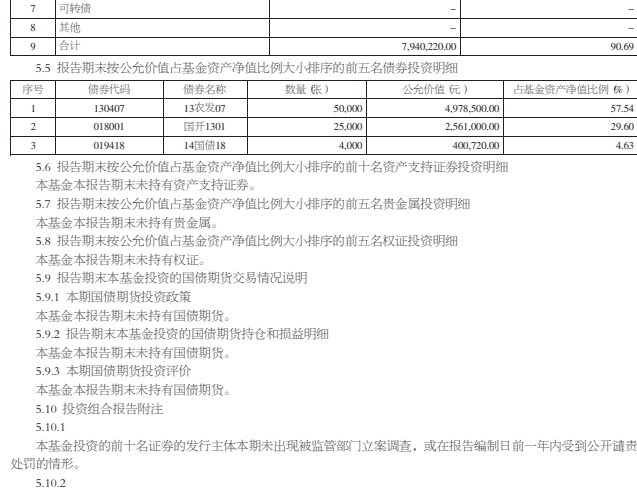 7 可转债 – –
8 其他 – –
9 合计 7,940,220.00 90.69
5.5 报告期末按公允价值占基金资产净值比例大小排序的前五名债券投资明细
序号 债券代码 债券名称 数量（张） 公允价值（元） 占基金资产净值比例（%）
1 130407 13农发07 50,000 4,978,500.00 57.54
2 018001 国开1301 25,000 2,561,000.00 29.60
3 019418 14国债18 4,000 400,720.00 4.63
5.6 报告期末按公允价值占基金资产净值比例大小排序的前十名资产支持证券投资明细
本基金本报告期末未持有资产支持证券。
5.7 报告期末按公允价值占基金资产净值比例大小排序的前五名贵金属投资明细
本基金本报告期末未持有贵金属。
5.8 报告期末按公允价值占基金资产净值比例大小排序的前五名权证投资明细
本基金本报告期末未持有权证。
5.9 报告期末本基金投资的国债期货交易情况说明
5.9.1 本期国债期货投资政策
本基金本报告期末未持有国债期货。
5.9.2 报告期末本基金投资的国债期货持仓和损益明细
本基金本报告期末未持有国债期货。
5.9.3 本期国债期货投资评价
本基金本报告期末未持有国债期货。
5.10 投资组合报告附注
5.10.1
本基金投资的前十名证券的发行主体本期未出现被监管部门立案调查，或在报告编制日前一年内受到公开谴责
处罚的情形。
5.10.2